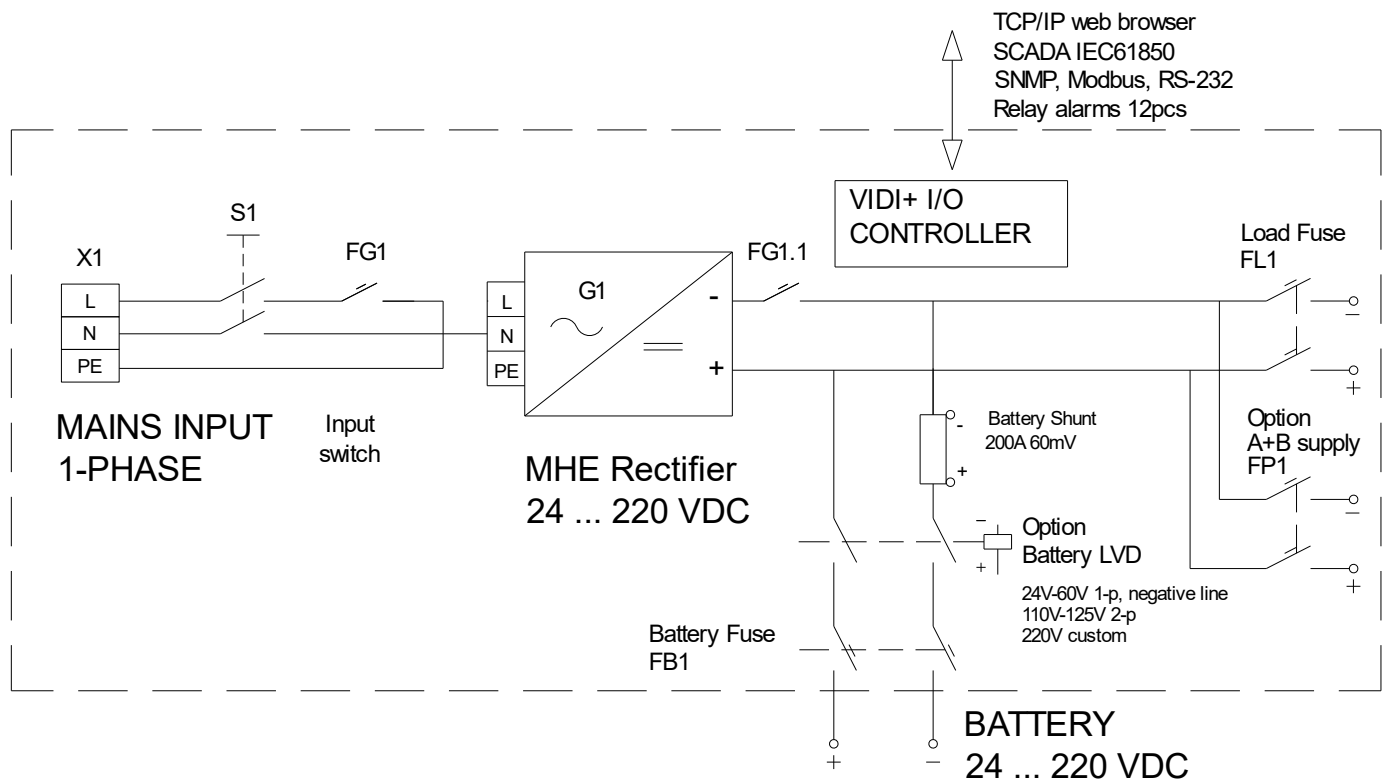 TCP/IP web browser
SCADA IEC61850
SNMP, Modbus, RS-232
Relay alarms 12pcs
VIDI+ I/O
CONTROLLER
S1
X1
FG1
L
N
PE
MAINS INPUT
1-PHASE
Input
switch
L
N
PE
G1
-
+
MHE Rectifier
24 ... 220 VDC
FG1.1
Load Fuse
FL1
-
+
Battery Shunt
200A 60mV
-
+
Option
A+B supply
FP1
-
+
Option
Battery LVD
-
+
24V-60V 1-p, negative line
110V-125V 2-p
220V custom
Battery Fuse
FB1
+
-
BATTERY
24 ... 220 VDC